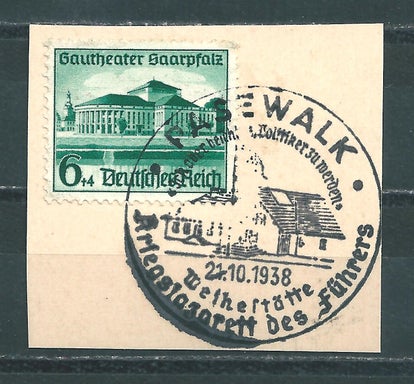 Gautheater Saarpfalz
6+4 Deutsches Reich
PASEWALK
Politiker zu werden
21.10.1938
Weihestätte
Kriegslazarett des Führers